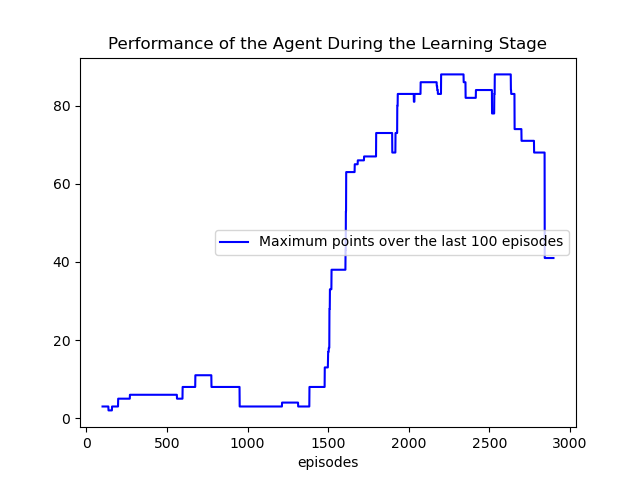 Performance of the Agent During the Learning Stage
80
60
Maximum points over the last 100 episodes
40
20
0
0 500 1000 1500 2000 2500 3000
episodes